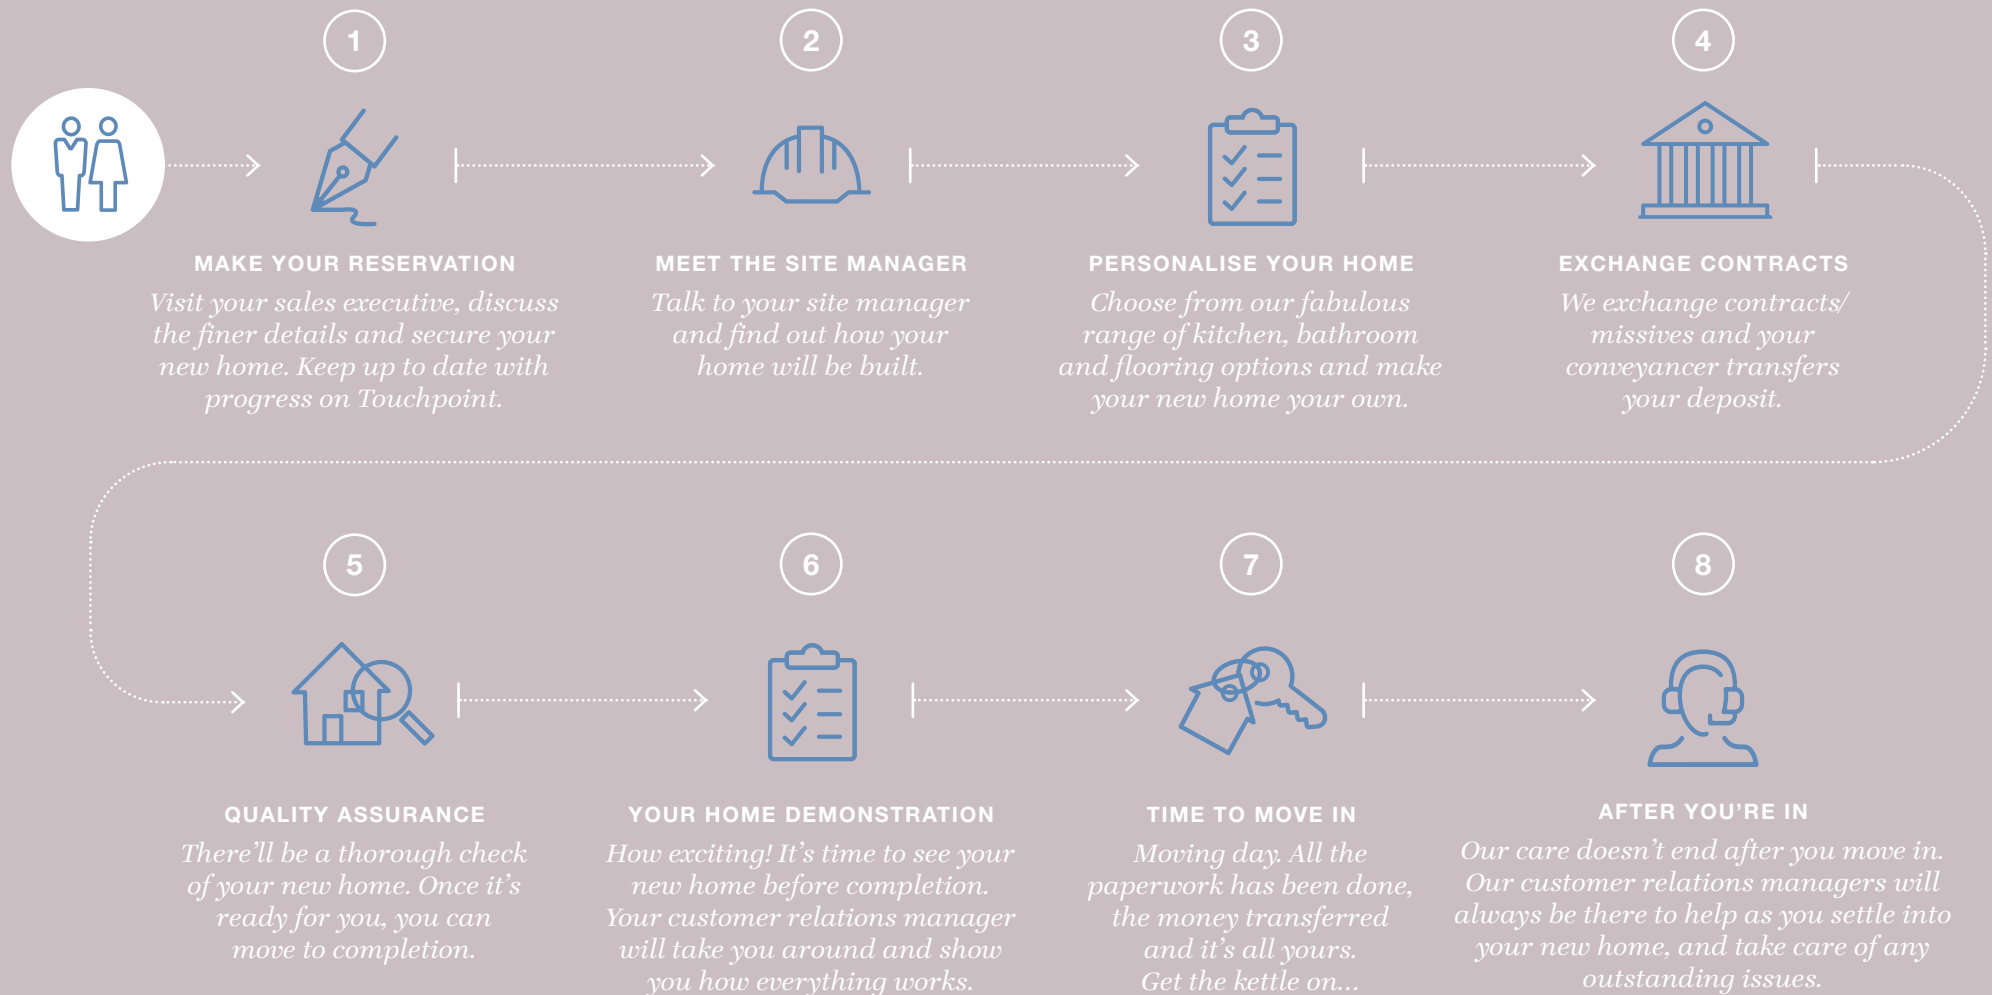 1
MAKE YOUR RESERVATION
Visit your sales executive, discuss
the finer details and secure your
new home. Keep up to date with
progress on Touchpoint.
2
MEET THE SITE MANAGER
Talk to your site manager
and find out how your
home will be built.
3
PERSONALISE YOUR HOME
Choose from our fabulous
range of kitchen, bathroom
and flooring options and make
your new home your own.
4
EXCHANGE CONTRACTS
We exchange contracts/
missives and your
conveyancer transfers
your deposit.
5
QUALITY ASSURANCE
There’ll be a thorough check
of your new home. Once it’s
ready for you, you can
move to completion.
6
YOUR HOME DEMONSTRATION
How exciting! It’s time to see your
new home before completion.
Your customer relations manager
will take you around and show
you how everything works.
7
TIME TO MOVE IN
Moving day. All the
paperwork has been done,
the money transferred
and it’s all yours.
Get the kettle on...
8
AFTER YOU’RE IN
Our care doesn’t end after you move in.
Our customer relations managers will
always be there to help as you settle into
your new home, and take care of any
outstanding issues.